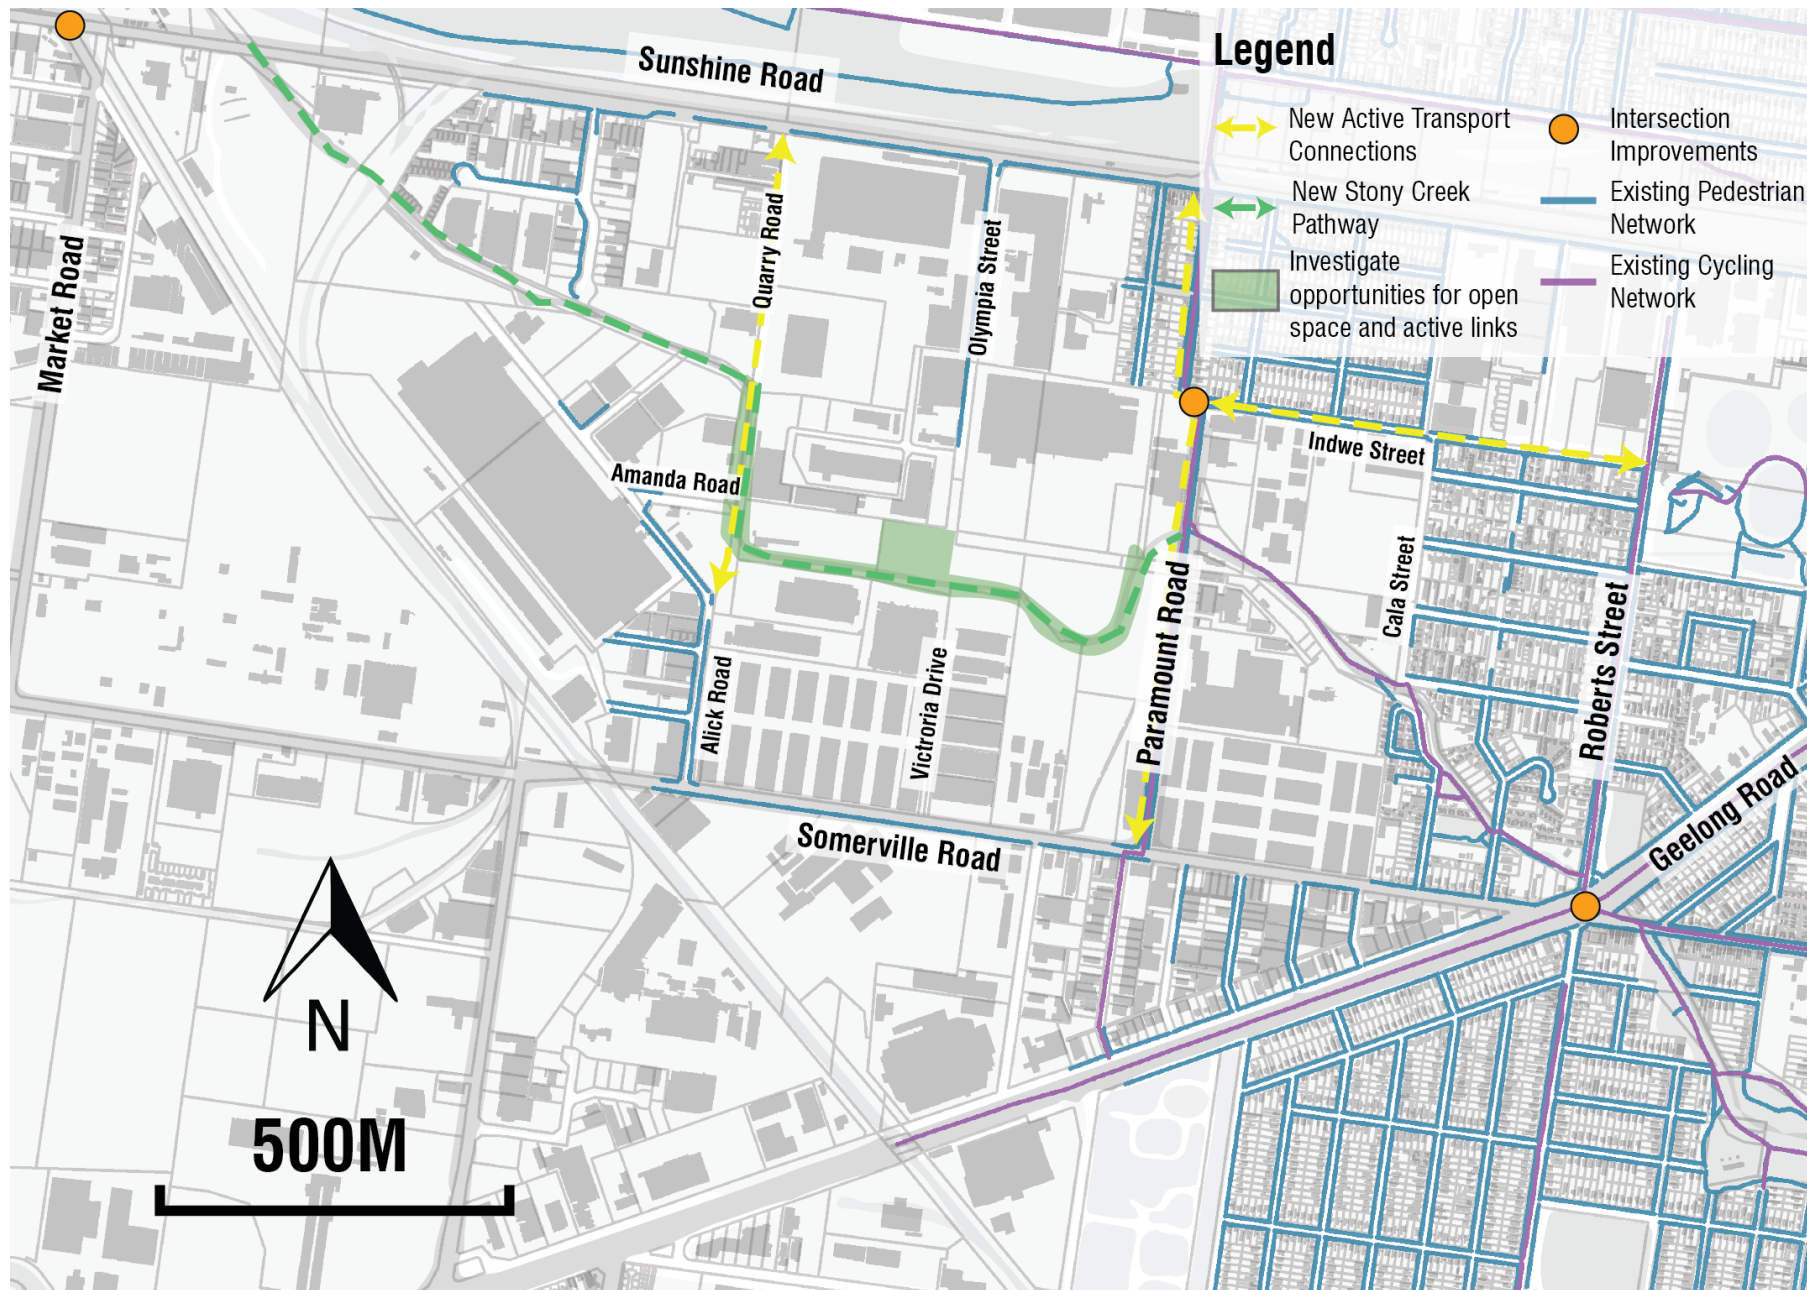 Legend
New Active Transport
Connections
New Stony Creek
Pathway
Investigate
opportunities for open
space and active links
Intersection
Improvements
Existing Pedestrian
Network
Existing Cycling
Network
Sunshine Road
Market Road
Quarry Road
Olympia Street
Indwe Street
Amanda Road
Cala Street
Paramount Road
Roberts Street
Alick Road
Victroria Drive
Geelong Road
Somerville Road
N
500M